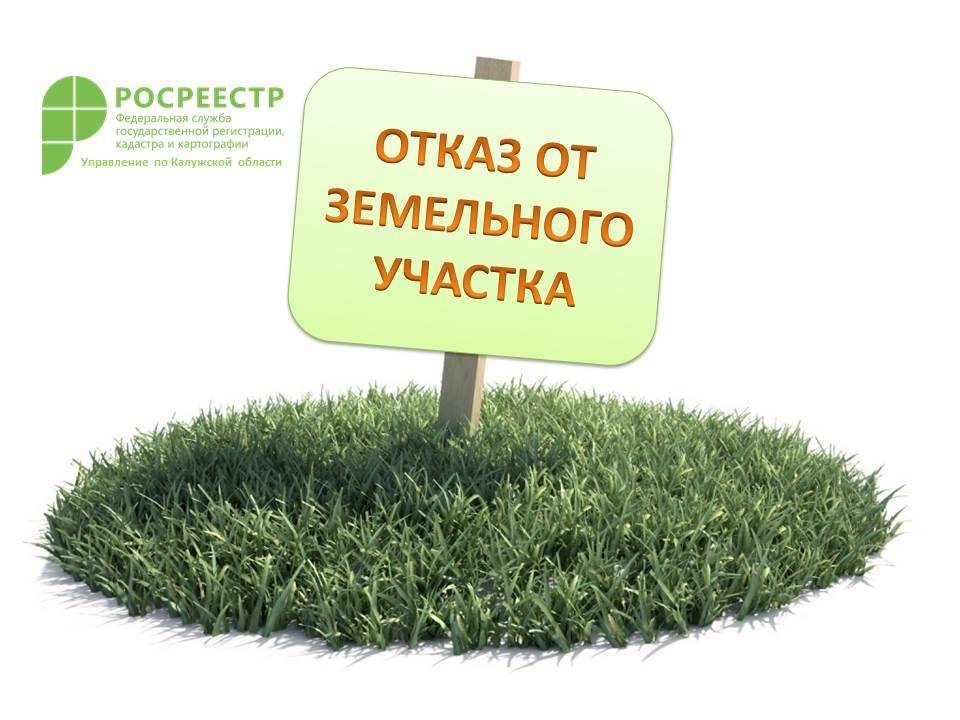 РОСРЕЕСТР
Федеральная служба
государственной регистрации,
кадастра и картографии
Управление по Калужской области
ОТКАЗ ОТ
ЗЕМЕЛЬНОГО
УЧАСТКА